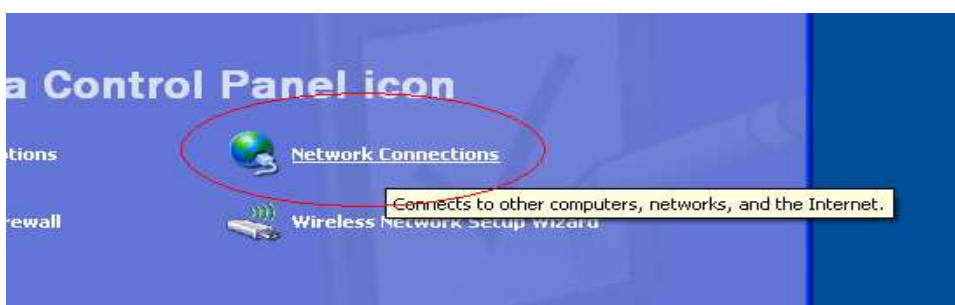 a Control Panel icon
tions
Network Connections
Connects to other computers, networks, and the Internet.
rewall
Wireless Network Setup Wizard